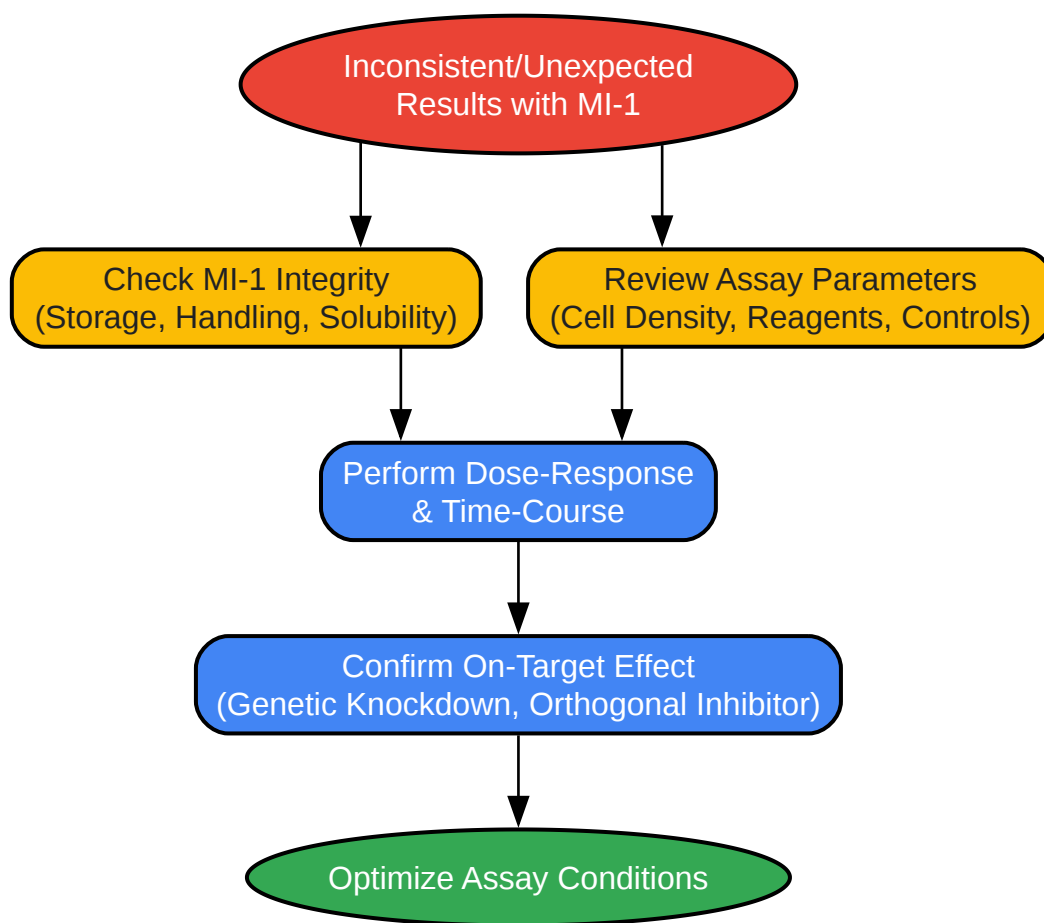 Inconsistent/Unexpected
Results with MI-1
Check MI-1 Integrity
(Storage, Handling, Solubility)
Review Assay Parameters
(Cell Density, Reagents, Controls)
Perform Dose-Response
& Time-Course
Confirm On-Target Effect
(Genetic Knockdown, Orthogonal Inhibitor)
Optimize Assay Conditions